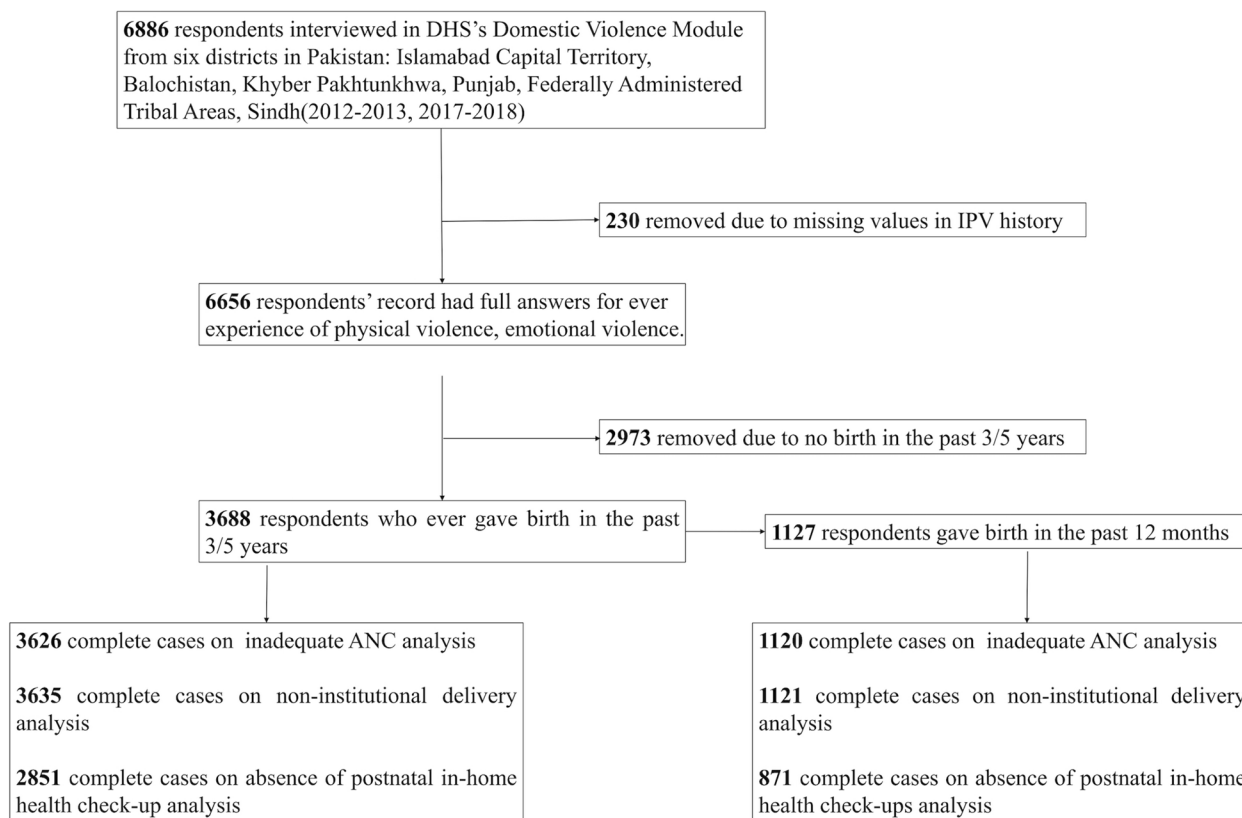 6886 respondents interviewed in DHS's Domestic Violence Module
from six districts in Pakistan: Islamabad Capital Territory,
Balochistan, Khyber Pakhtunkhwa, Punjab, Federally Administered
Tribal Areas, Sindh(2012-2013, 2017-2018)
230 removed due to missing values in IPV history
6656 respondents' record had full answers for ever
experience of physical violence, emotional violence.
2973 removed due to no birth in the past 3/5 years
3688 respondents who ever gave birth in the past
3/5 years
1127 respondents gave birth in the past 12 months
3626 complete cases on inadequate ANC analysis
3635 complete cases on non-institutional delivery
analysis
2851 complete cases on absence of postnatal in-home
health check-up analysis
1120 complete cases on inadequate ANC analysis
1121 complete cases on non-institutional delivery
analysis
871 complete cases on absence of postnatal in-home
health check-ups analysis